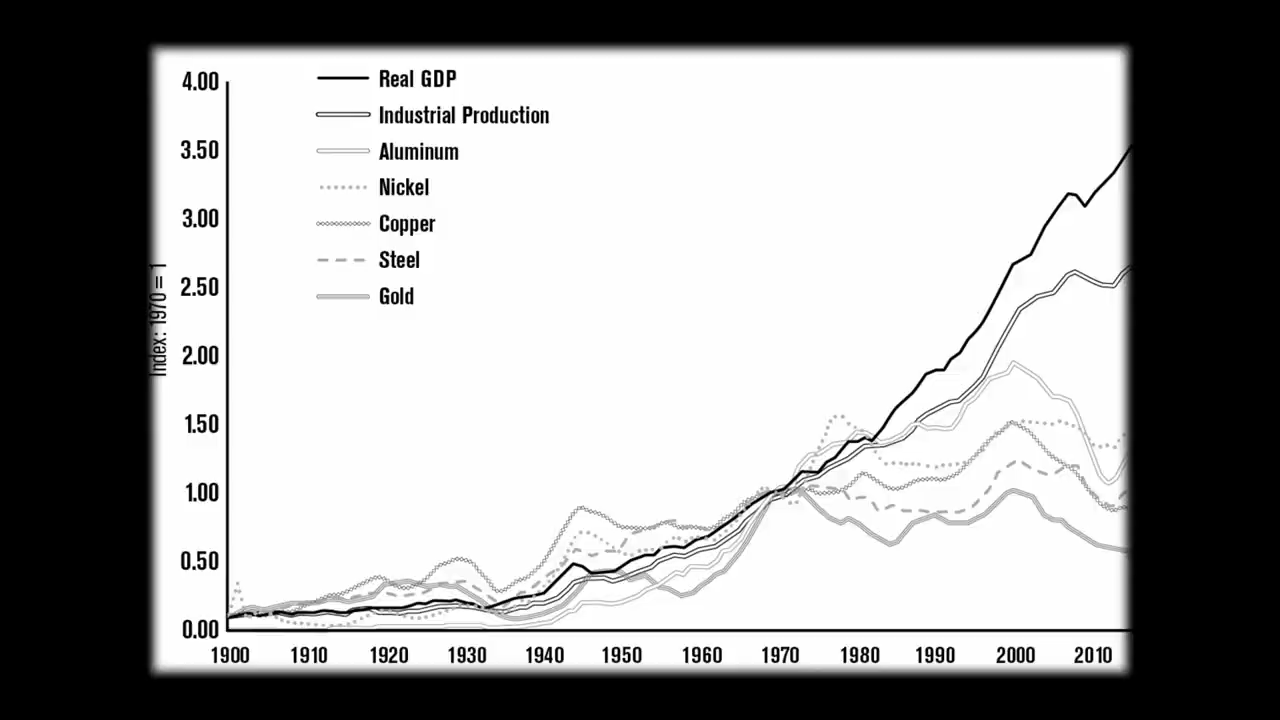 4.00
3.50
3.00
2.50
2.00
1.50
1.00
0.50
0.00
Index: 1970 = 1
Real GDP
Industrial Production
Aluminum
Nickel
Copper
Steel
Gold
1900 1910 1920 1930 1940 1950 1960 1970 1980 1990 2000 2010